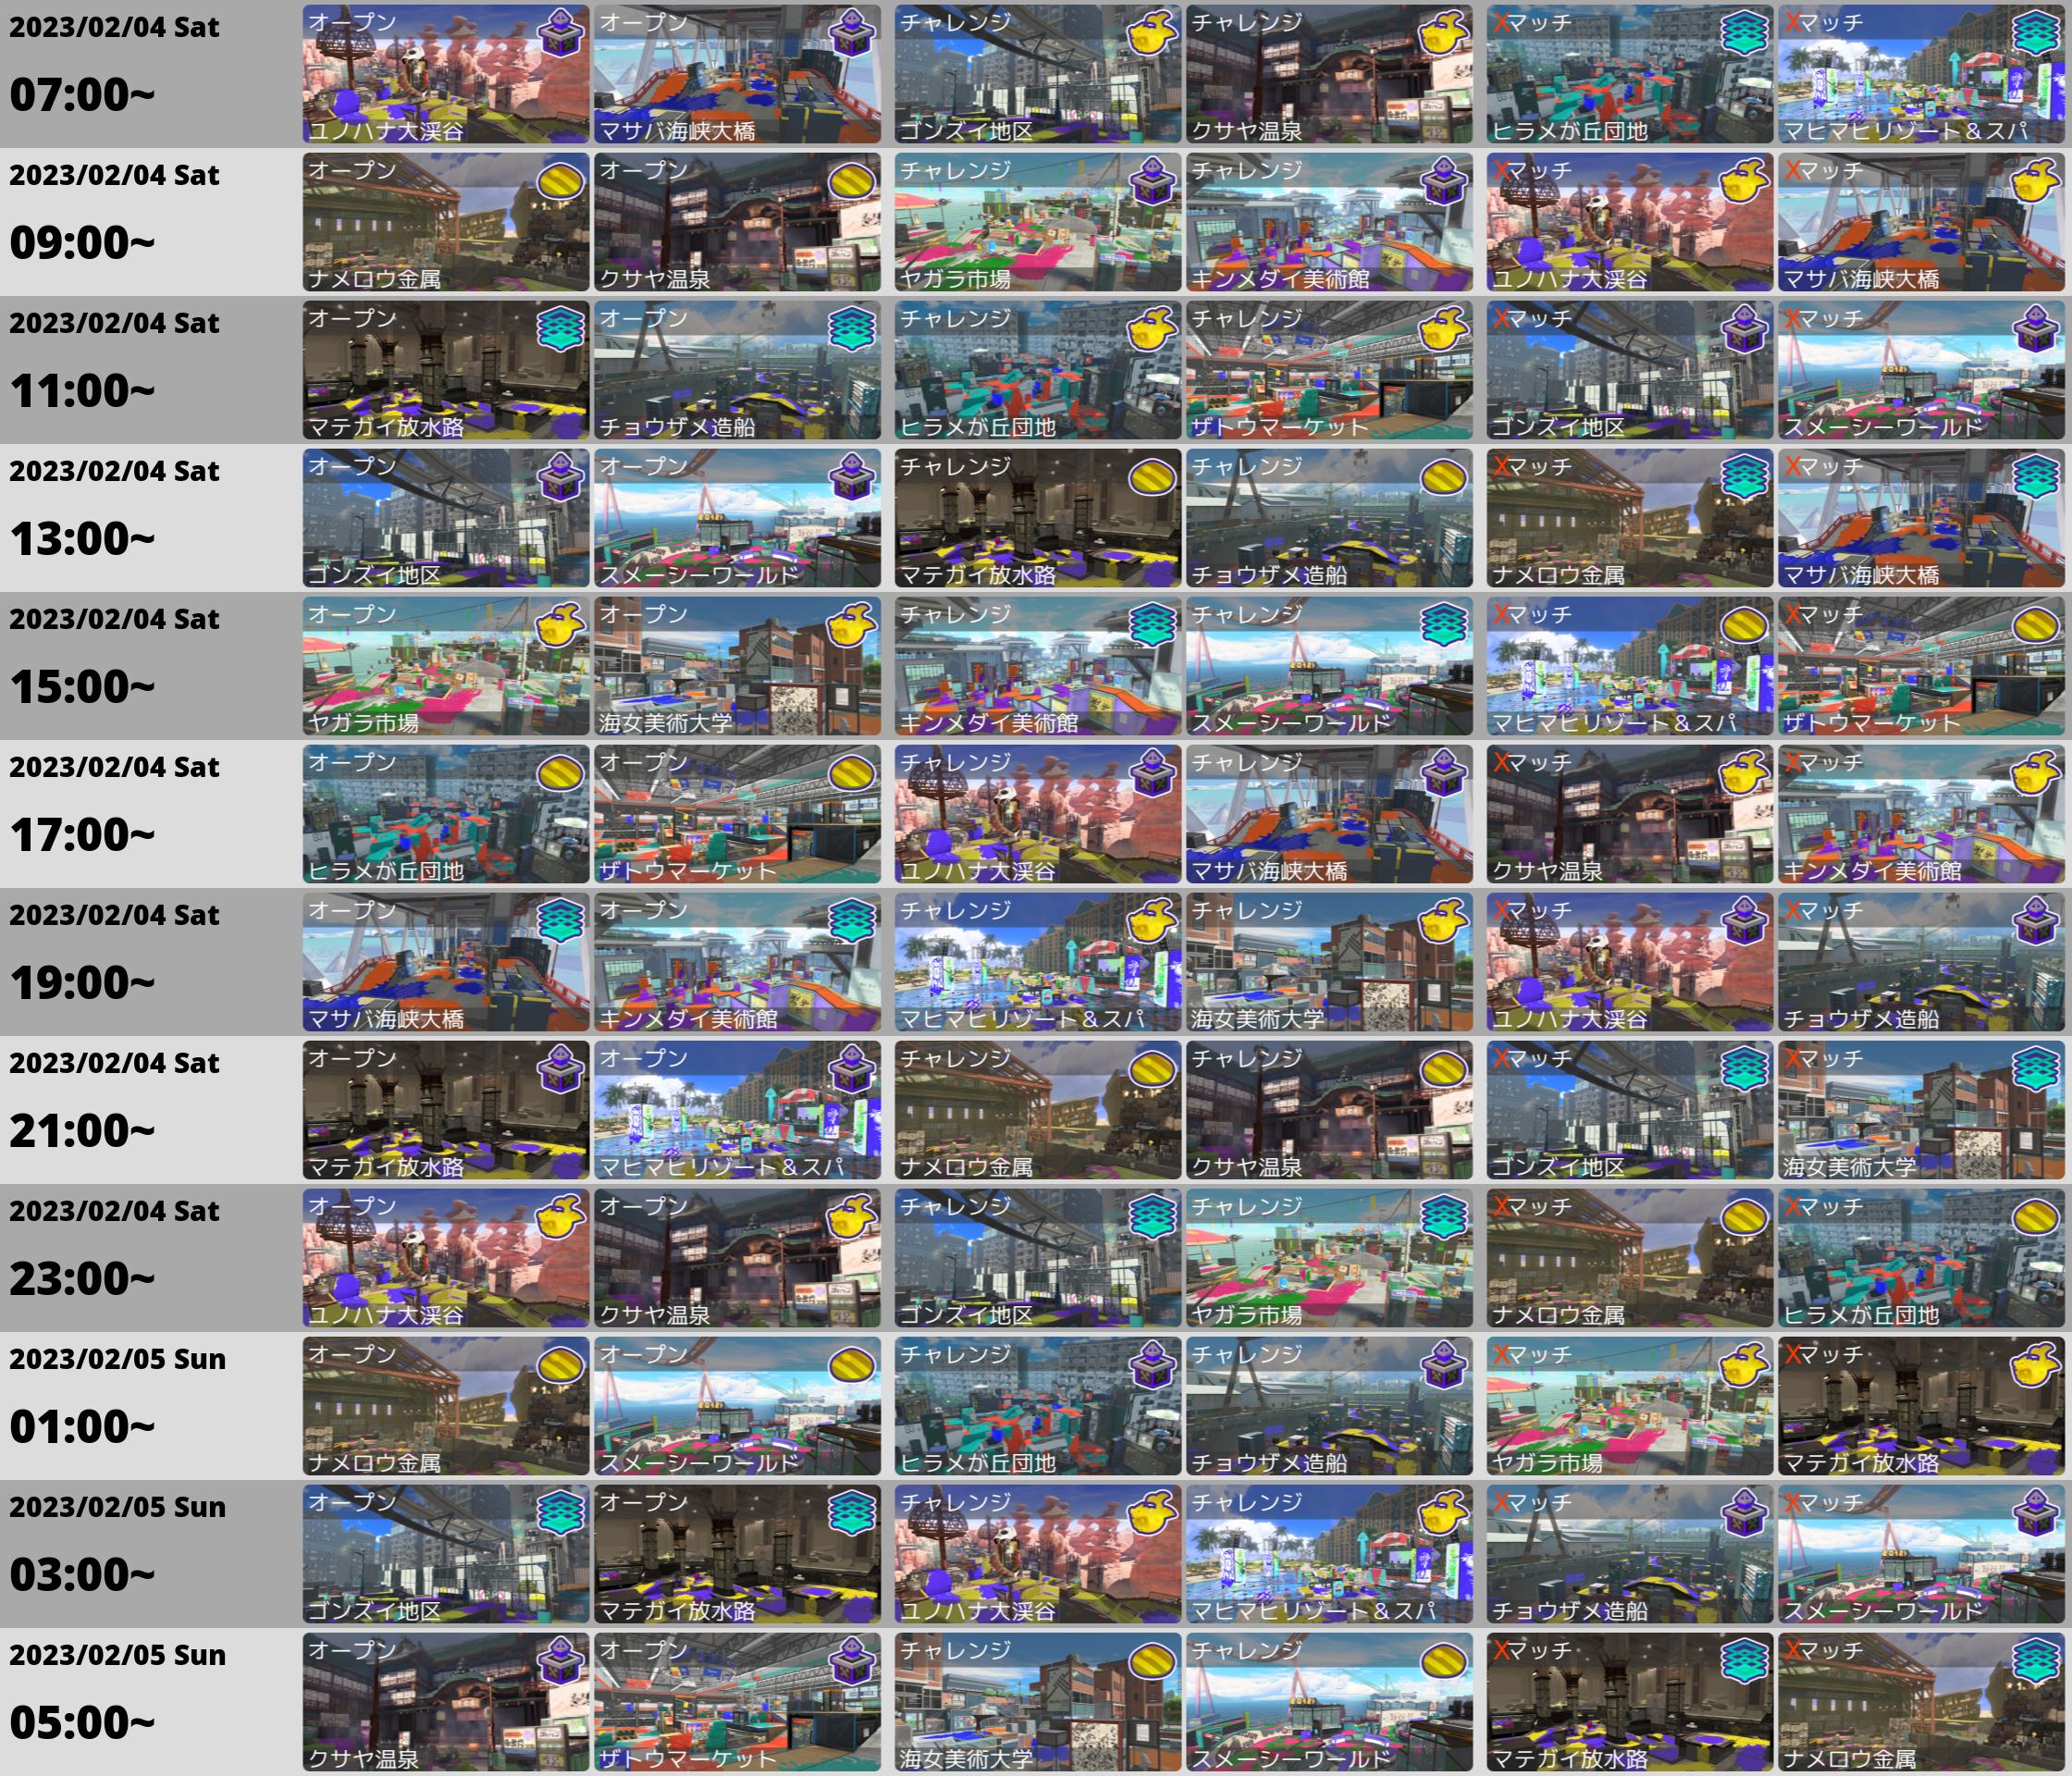 2023/02/04 Sat
07:00~
オープン オープン チャレンジ チャレンジ Xマッチ Xマッチ
ユノハナ大渓谷 マサバ海峡大橋 ゴンズイ地区 クサヤ温泉 ヒラメが丘団地 マヒマヒリゾート＆スパ
2023/02/04 Sat
09:00~
オープン オープン チャレンジ チャレンジ Xマッチ Xマッチ
ナメロウ金属 クサヤ温泉 ヤガラ市場 キンメダイ美術館 ユノハナ大渓谷 マサバ海峡大橋
2023/02/04 Sat
11:00~
オープン オープン チャレンジ チャレンジ Xマッチ Xマッチ
マテガイ放水路 チョウザメ造船 ヒラメが丘団地 ザトウマーケット ゴンズイ地区 スメーシーワールド
2023/02/04 Sat
13:00~
オープン オープン チャレンジ チャレンジ Xマッチ Xマッチ
ゴンズイ地区 スメーシーワールド マテガイ放水路 チョウザメ造船 ナメロウ金属 マサバ海峡大橋
2023/02/04 Sat
15:00~
オープン オープン チャレンジ チャレンジ Xマッチ Xマッチ
ヤガラ市場 海女美術大学 キンメダイ美術館 スメーシーワールド マヒマヒリゾート＆スパ ザトウマーケット
2023/02/04 Sat
17:00~
オープン オープン チャレンジ チャレンジ Xマッチ Xマッチ
ヒラメが丘団地 ザトウマーケット ユノハナ大渓谷 マサバ海峡大橋 クサヤ温泉 キンメダイ美術館
2023/02/04 Sat
19:00~
オープン オープン チャレンジ チャレンジ Xマッチ Xマッチ
マサバ海峡大橋 キンメダイ美術館 マヒマヒリゾート＆スパ 海女美術大学 ユノハナ大渓谷 チョウザメ造船
2023/02/04 Sat
21:00~
オープン オープン チャレンジ チャレンジ Xマッチ Xマッチ
マテガイ放水路 マヒマヒリゾート＆スパ ナメロウ金属 クサヤ温泉 ゴンズイ地区 海女美術大学
2023/02/04 Sat
23:00~
オープン オープン チャレンジ チャレンジ Xマッチ Xマッチ
ユノハナ大渓谷 クサヤ温泉 ゴンズイ地区 ヤガラ市場 ナメロウ金属 ヒラメが丘団地
2023/02/05 Sun
01:00~
オープン オープン チャレンジ チャレンジ Xマッチ Xマッチ
ナメロウ金属 スメーシーワールド ヒラメが丘団地 チョウザメ造船 ヤガラ市場 マテガイ放水路
2023/02/05 Sun
03:00~
オープン オープン チャレンジ チャレンジ Xマッチ Xマッチ
ゴンズイ地区 マテガイ放水路 ユノハナ大渓谷 マヒマヒリゾート＆スパ チョウザメ造船 スメーシーワールド
2023/02/05 Sun
05:00~
オープン オープン チャレンジ チャレンジ Xマッチ Xマッチ
クサヤ温泉 ザトウマーケット 海女美術大学 スメーシーワールド マテガイ放水路 ナメロウ金属